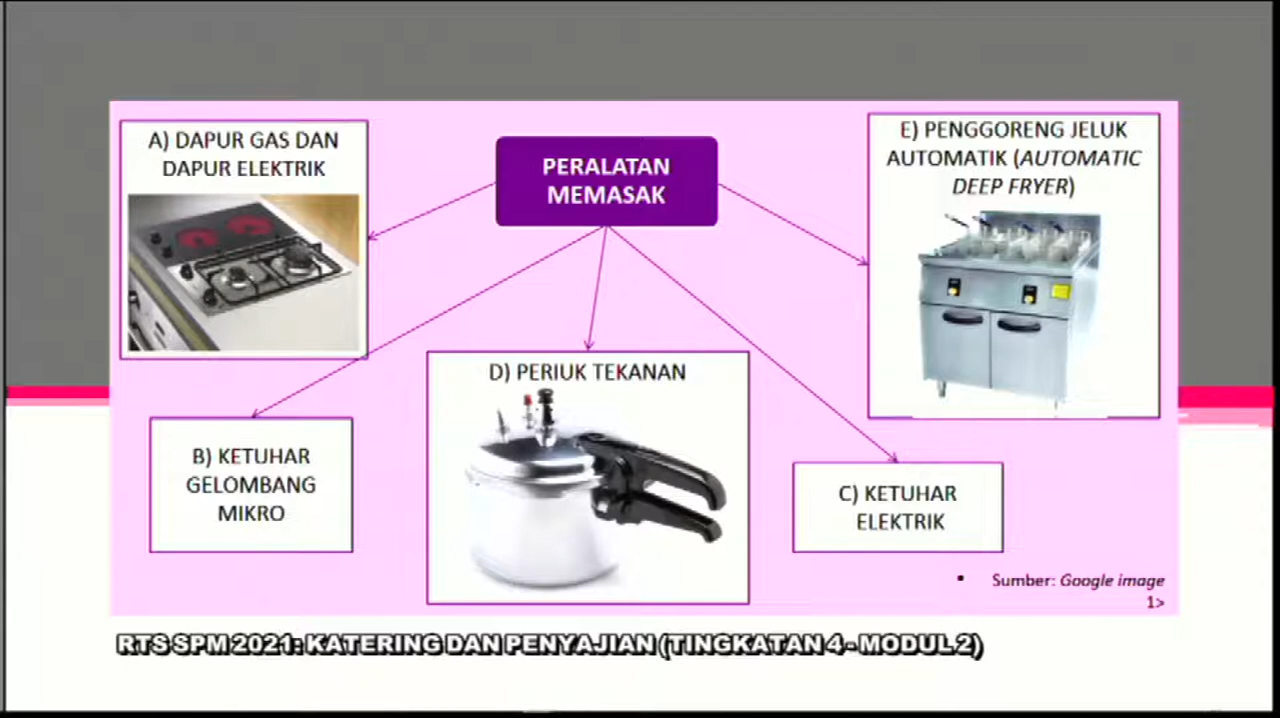 A) DAPUR GAS DAN
DAPUR ELEKTRIK
PERALATAN
MEMASAK
E) PENGGORENG JELUK
AUTOMATIK (AUTOMATIC
DEEP FRYER)
D) PERIUK TEKANAN
B) KETUHAR
GELOMBANG
MIKRO
C) KETUHAR
ELEKTRIK
• Sumber: Google image
1>
RTS SPM 2021: KATERING DAN PENYAJIAN (TINGKATAN 4 - MODUL 2)